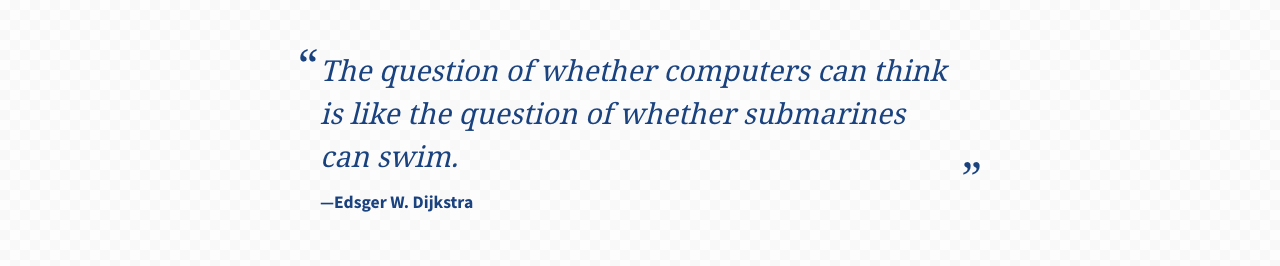 “The question of whether computers can think
is like the question of whether submarines
can swim.”
—Edsger W. Dijkstra